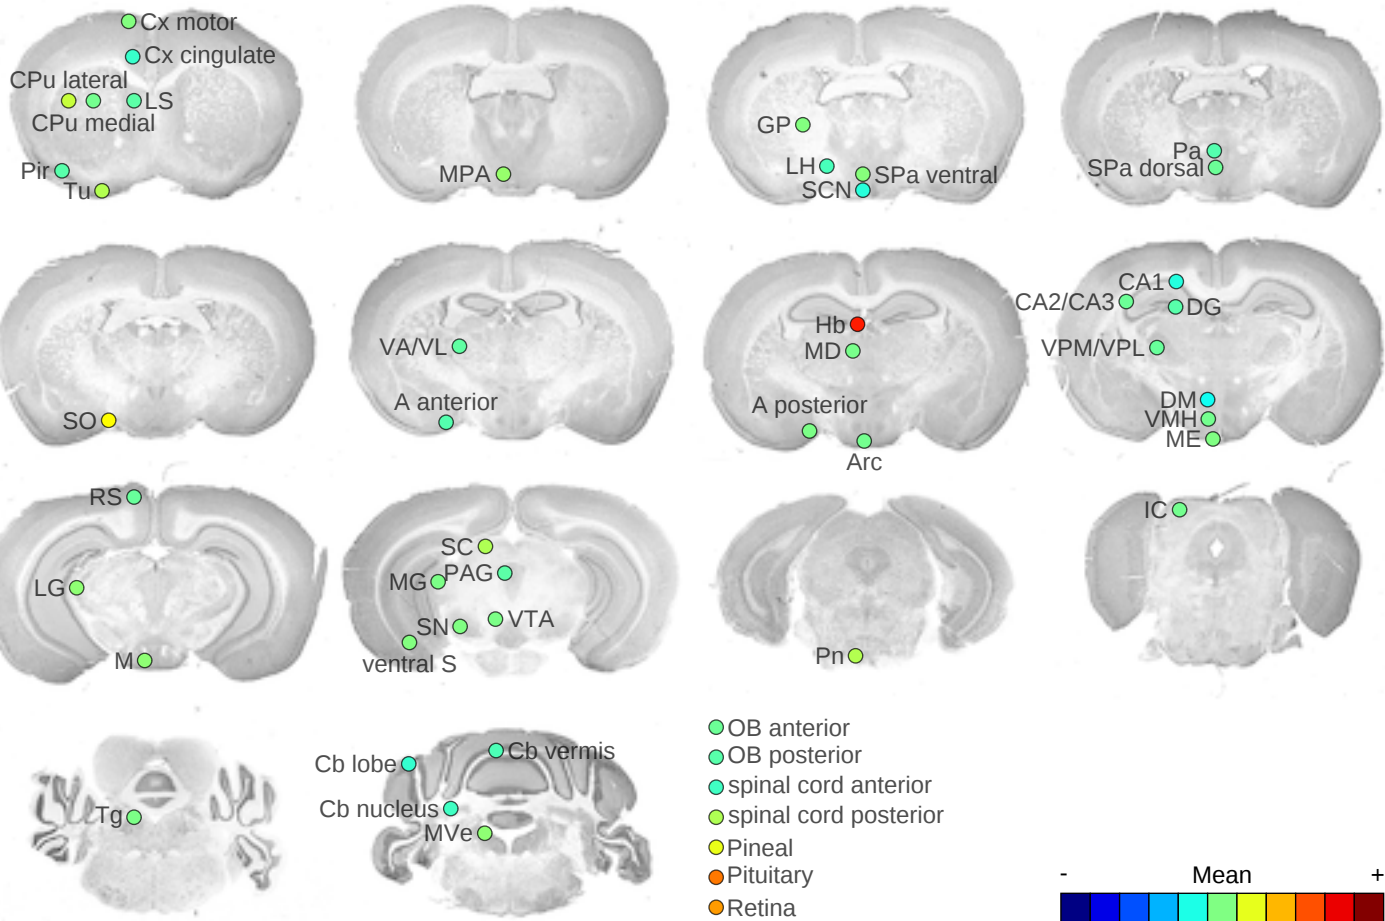 Cx motor
Cx cingulate
CPu lateral
LS
CPu medial
Pir
Tu
MPA
GP
LH
SPa ventral
SCN
Pa
SPa dorsal
SO
VA/VL
A anterior
Hb
MD
A posterior
Arc
CA1
CA2/CA3
DG
VPM/VPL
DM
VMH
ME
RS
LG
M
SC
MG
PAG
SN
VTA
ventral S
Pn
IC
Tg
Cb lobe
Cb vermis
Cb nucleus
MVe
OB anterior
OB posterior
spinal cord anterior
spinal cord posterior
Pineal
Pituitary
Retina
- Mean +